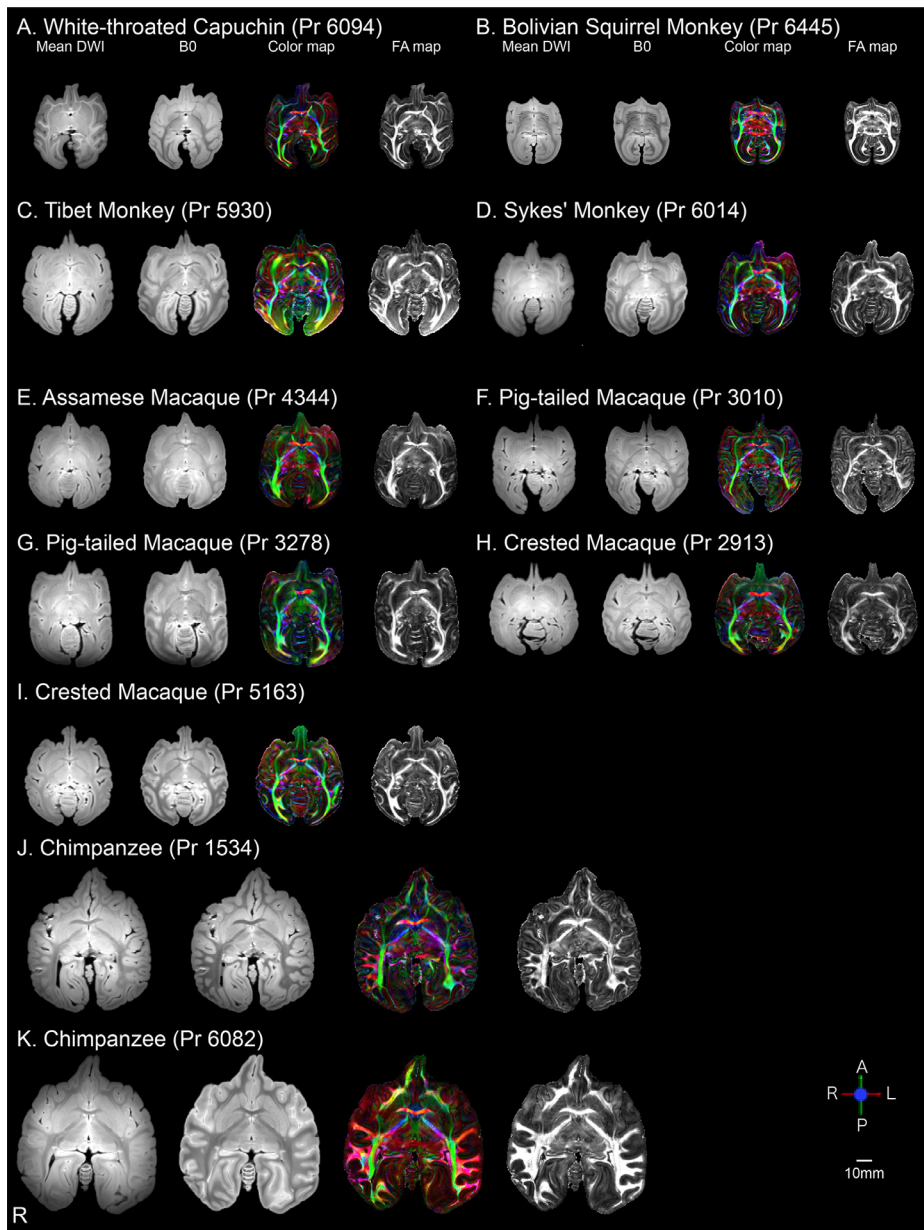 A. White-throated Capuchin (Pr 6094)
B. Bolivian Squirrel Monkey (Pr 6445)
Mean DWI B0 Color map FA map
Mean DWI B0 Color map FA map
C. Tibet Monkey (Pr 5930)
D. Sykes' Monkey (Pr 6014)
E. Assamese Macaque (Pr 4344)
F. Pig-tailed Macaque (Pr 3010)
G. Pig-tailed Macaque (Pr 3278)
H. Crested Macaque (Pr 2913)
I. Crested Macaque (Pr 5163)
J. Chimpanzee (Pr 1534)
K. Chimpanzee (Pr 6082)
A
R L
P
10mm
R